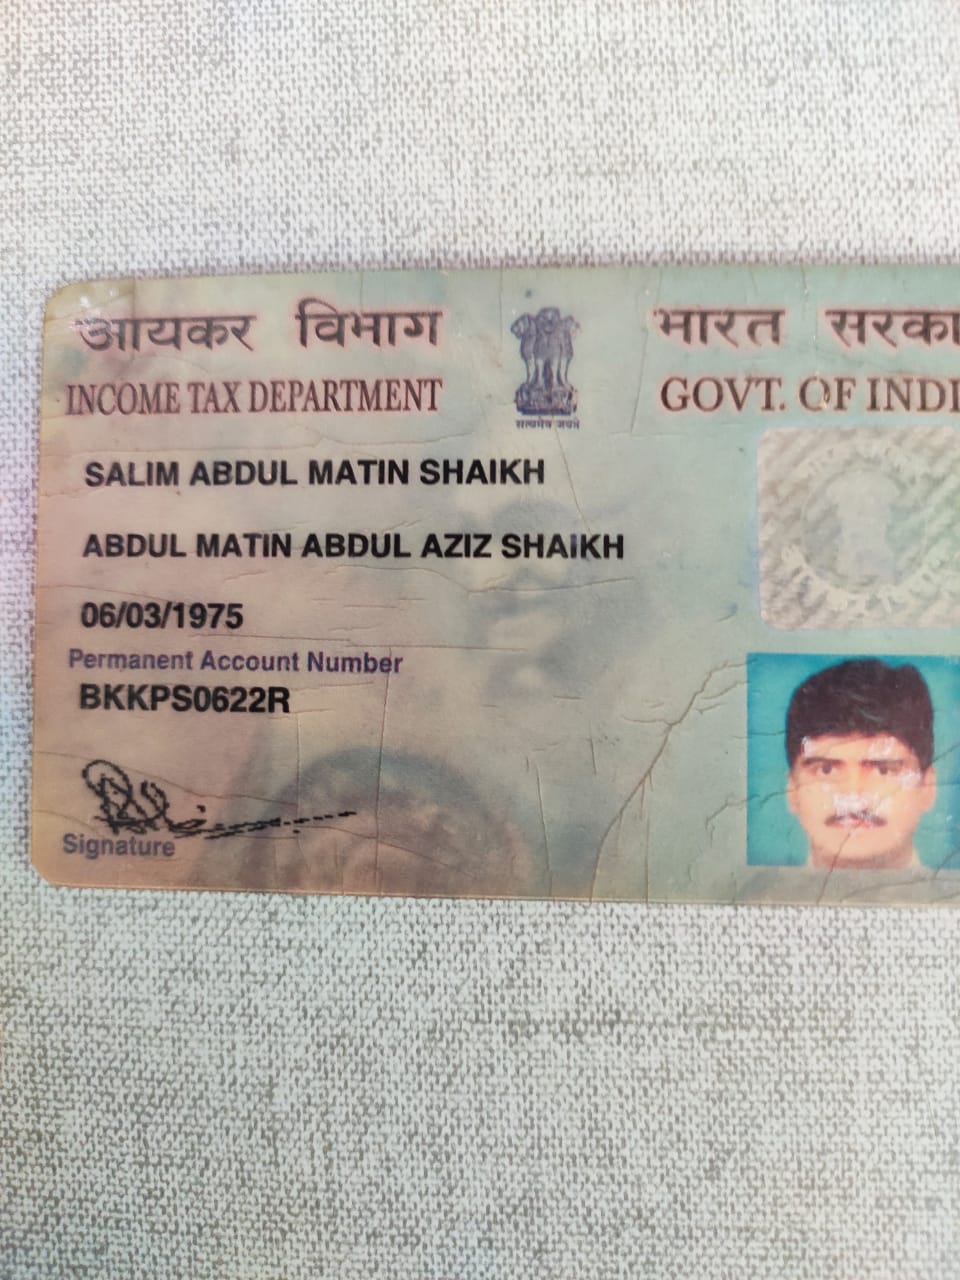 आयकर विभाग
भारत सरका
INCOME TAX DEPARTMENT
GOVT. OF INDI
सत्यमेव जयते
SALIM ABDUL MATIN SHAIKH
ABDUL MATIN ABDUL AZIZ SHAIKH
06/03/1975
Permanent Account Number
BKKPS0622R
Signature